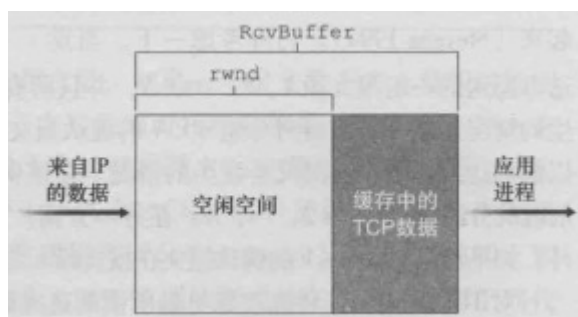 RcvBuffer
rwnd
来自IP
的数据
空闲空间
缓存中的
TCP数据
应用
进程